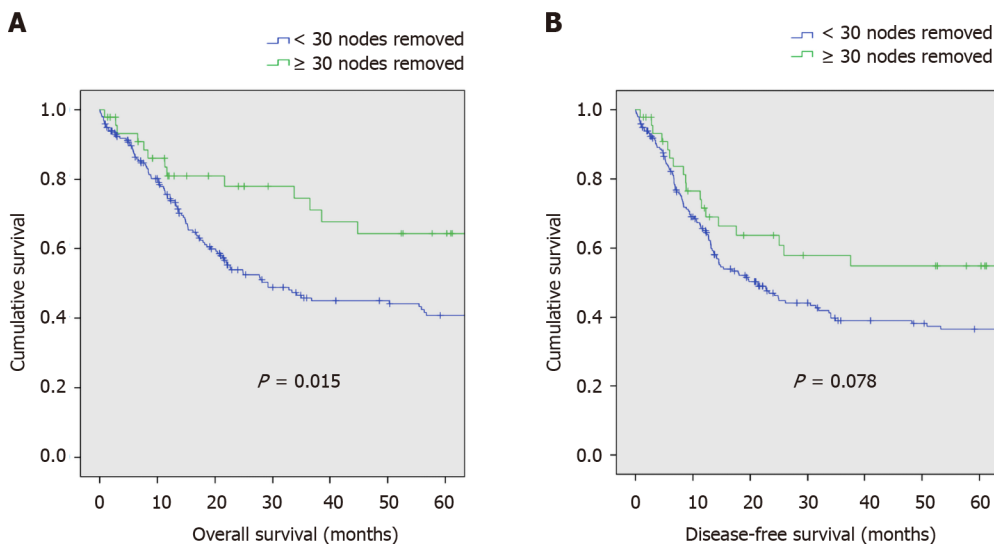 A
< 30 nodes removed
≥ 30 nodes removed
Cumulative survival
1.0
0.8
0.6
0.4
0.2
0.0
P = 0.015
0 10 20 30 40 50 60
Overall survival (months)
B
< 30 nodes removed
≥ 30 nodes removed
Cumulative survival
1.0
0.8
0.6
0.4
0.2
0.0
P = 0.078
0 10 20 30 40 50 60
Disease-free survival (months)